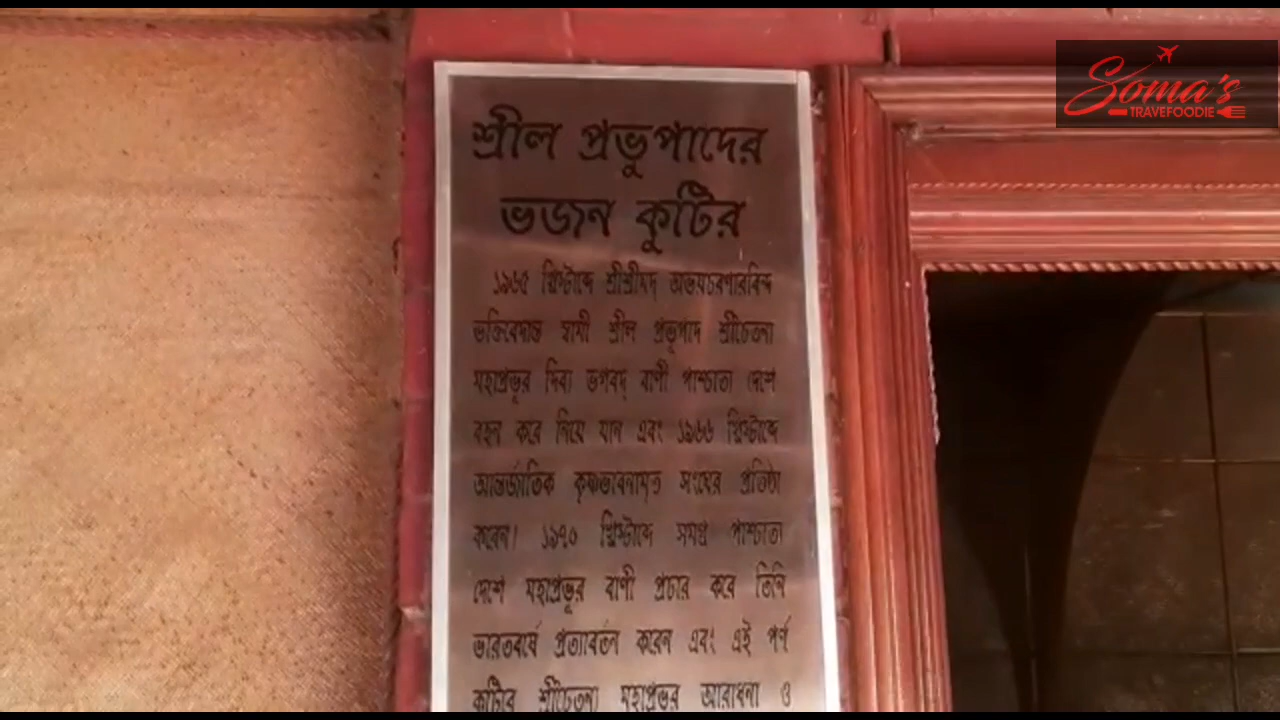 Soma's
TRAVEFOODIE
শ্রীল প্রভুপাদের
ভজন কুটির
১৯৬৫ খ্রিস্টাব্দে শ্রীশ্রীমদ্ অভয়চরণারবিন্দ
ভক্তিবেদান্ত স্বামী শ্রীল প্রভুপাদ শ্রীচৈতন্য
মহাপ্রভুর দিব্য ভগবদ্ বাণী পাশ্চাত্য দেশে
বহন করে নিয়ে যান এবং ১৯৬৬ খ্রিস্টাব্দে
আন্তর্জাতিক কৃষ্ণভাবনামৃত সংঘের প্রতিষ্ঠা
করেন। ১৯৭০ খ্রিস্টাব্দে সমগ্র পাশ্চাত্য
দেশে মহাপ্রভূর বাণী প্রচার করে তিনি
ভারতবর্ষে প্রত্যাবর্তন করেন এবং এই পর্ণ
কুটিরে শ্রীচৈতন্য মহাপ্রভুর আরাধনা ও